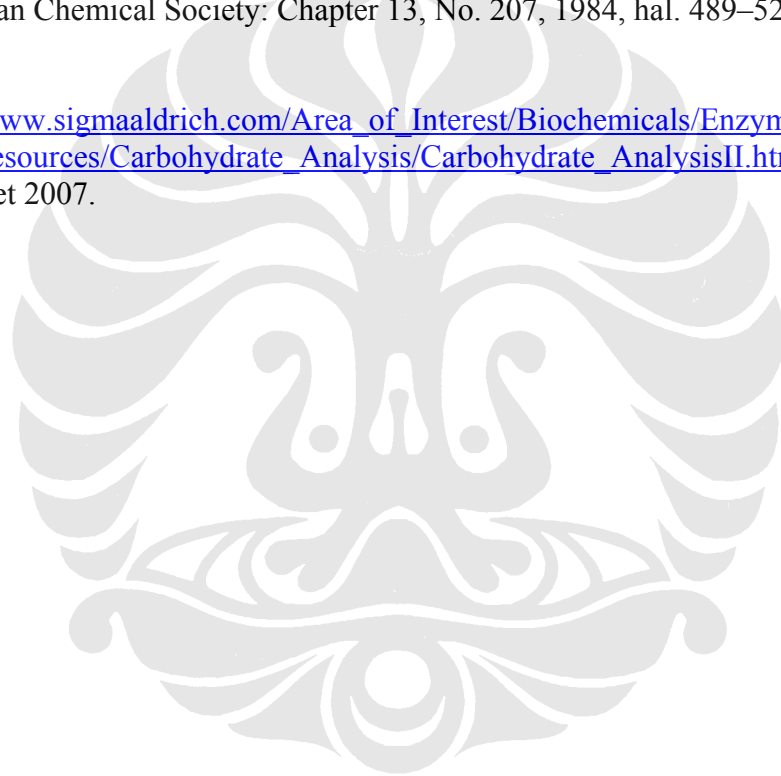 an Chemical Society: Chapter 13, No. 207, 1984, hal. 489–52
ww.sigmaaldrich.com/Area_of_Interest/Biochemicals/Enzym
esources/Carbohydrate_Analysis/Carbohydrate_AnalysisII.htm
et 2007.